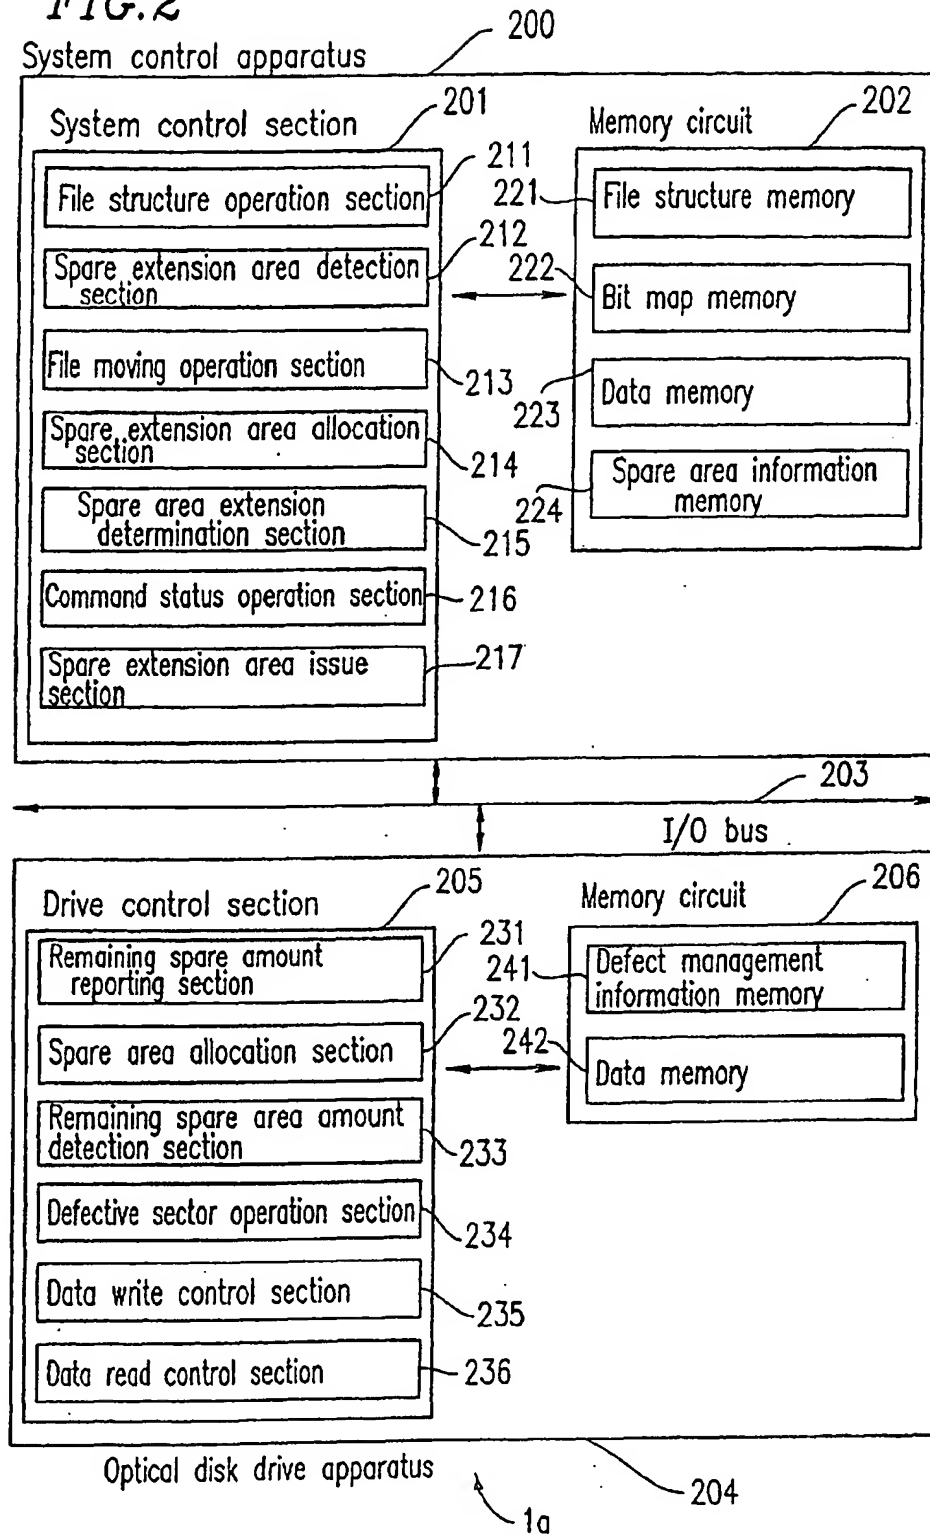 FIG.2
200
System control apparatus
201
202
System control section
Memory circuit
211
File structure operation section
221
File structure memory
212
Spare extension area detection
section
222
Bit map memory
File moving operation section
213
223
Data memory
Spare extension area allocation
section
214
224
Spare area information
memory
Spare area extension
determination section
215
Command status operation section
216
Spare extension area issue
section
217
203
I/O bus
205
206
Drive control section
Memory circuit
231
Remaining spare amount
reporting section
241
Defect management
information memory
232
Spare area allocation section
242
Data memory
Remaining spare area amount
detection section
233
Defective sector operation section
234
Data write control section
235
Data read control section
236
Optical disk drive apparatus
204
1a